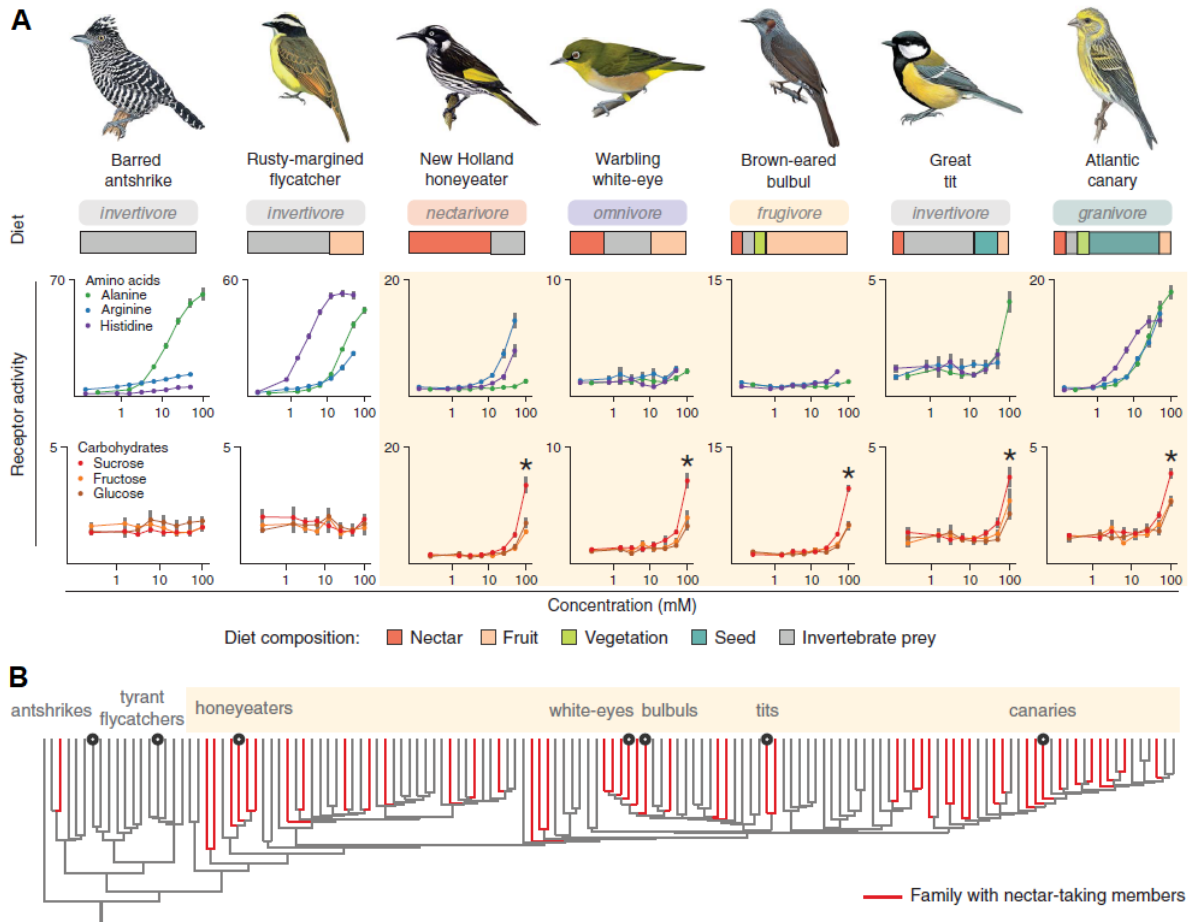 A
Barred antshrike
Rusty-margined flycatcher
New Holland honeyeater
Warbling white-eye
Brown-eared bulbul
Great tit
Atlantic canary
Diet
invertivore
invertivore
nectarivore
omnivore
frugivore
invertivore
granivore
Receptor activity
70
Amino acids
Alanine
Arginine
Histidine
1 10 100
60
1 10 100
20
1 10 100
10
1 10 100
15
1 10 100
5
1 10 100
20
1 10 100
5
Carbohydrates
Sucrose
Fructose
Glucose
1 10 100
5
1 10 100
20
*
1 10 100
10
*
1 10 100
15
*
1 10 100
5
*
1 10 100
5
*
1 10 100
Concentration (mM)
Diet composition: Nectar Fruit Vegetation Seed Invertebrate prey
B
antshrikes
tyrant
flycatchers
honeyeaters
white-eyes
bulbuls
tits
canaries
Family with nectar-taking members